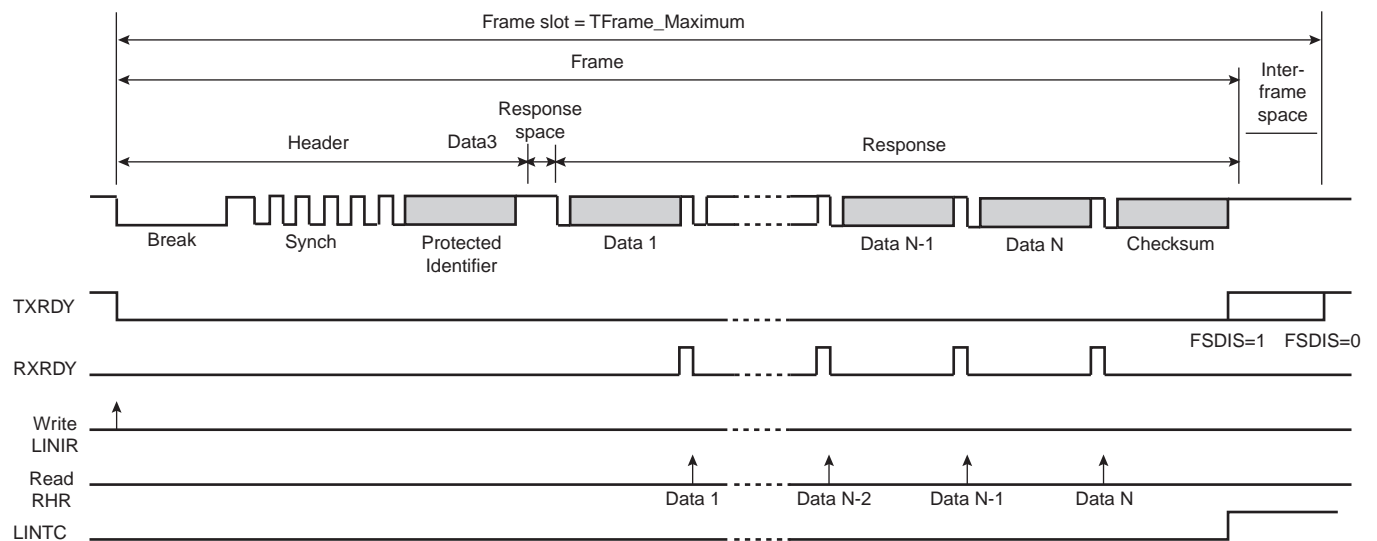 Frame slot = TFrame_Maximum
Frame
Inter-
frame
space
Response
space
Header
Data3
Response
Break
Synch
Protected
Identifier
Data 1
Data N-1
Data N
Checksum
TXRDY
FSDIS=1
FSDIS=0
RXRDY
Write
LINIR
Read
RHR
Data 1
Data N-2
Data N-1
Data N
LINTC